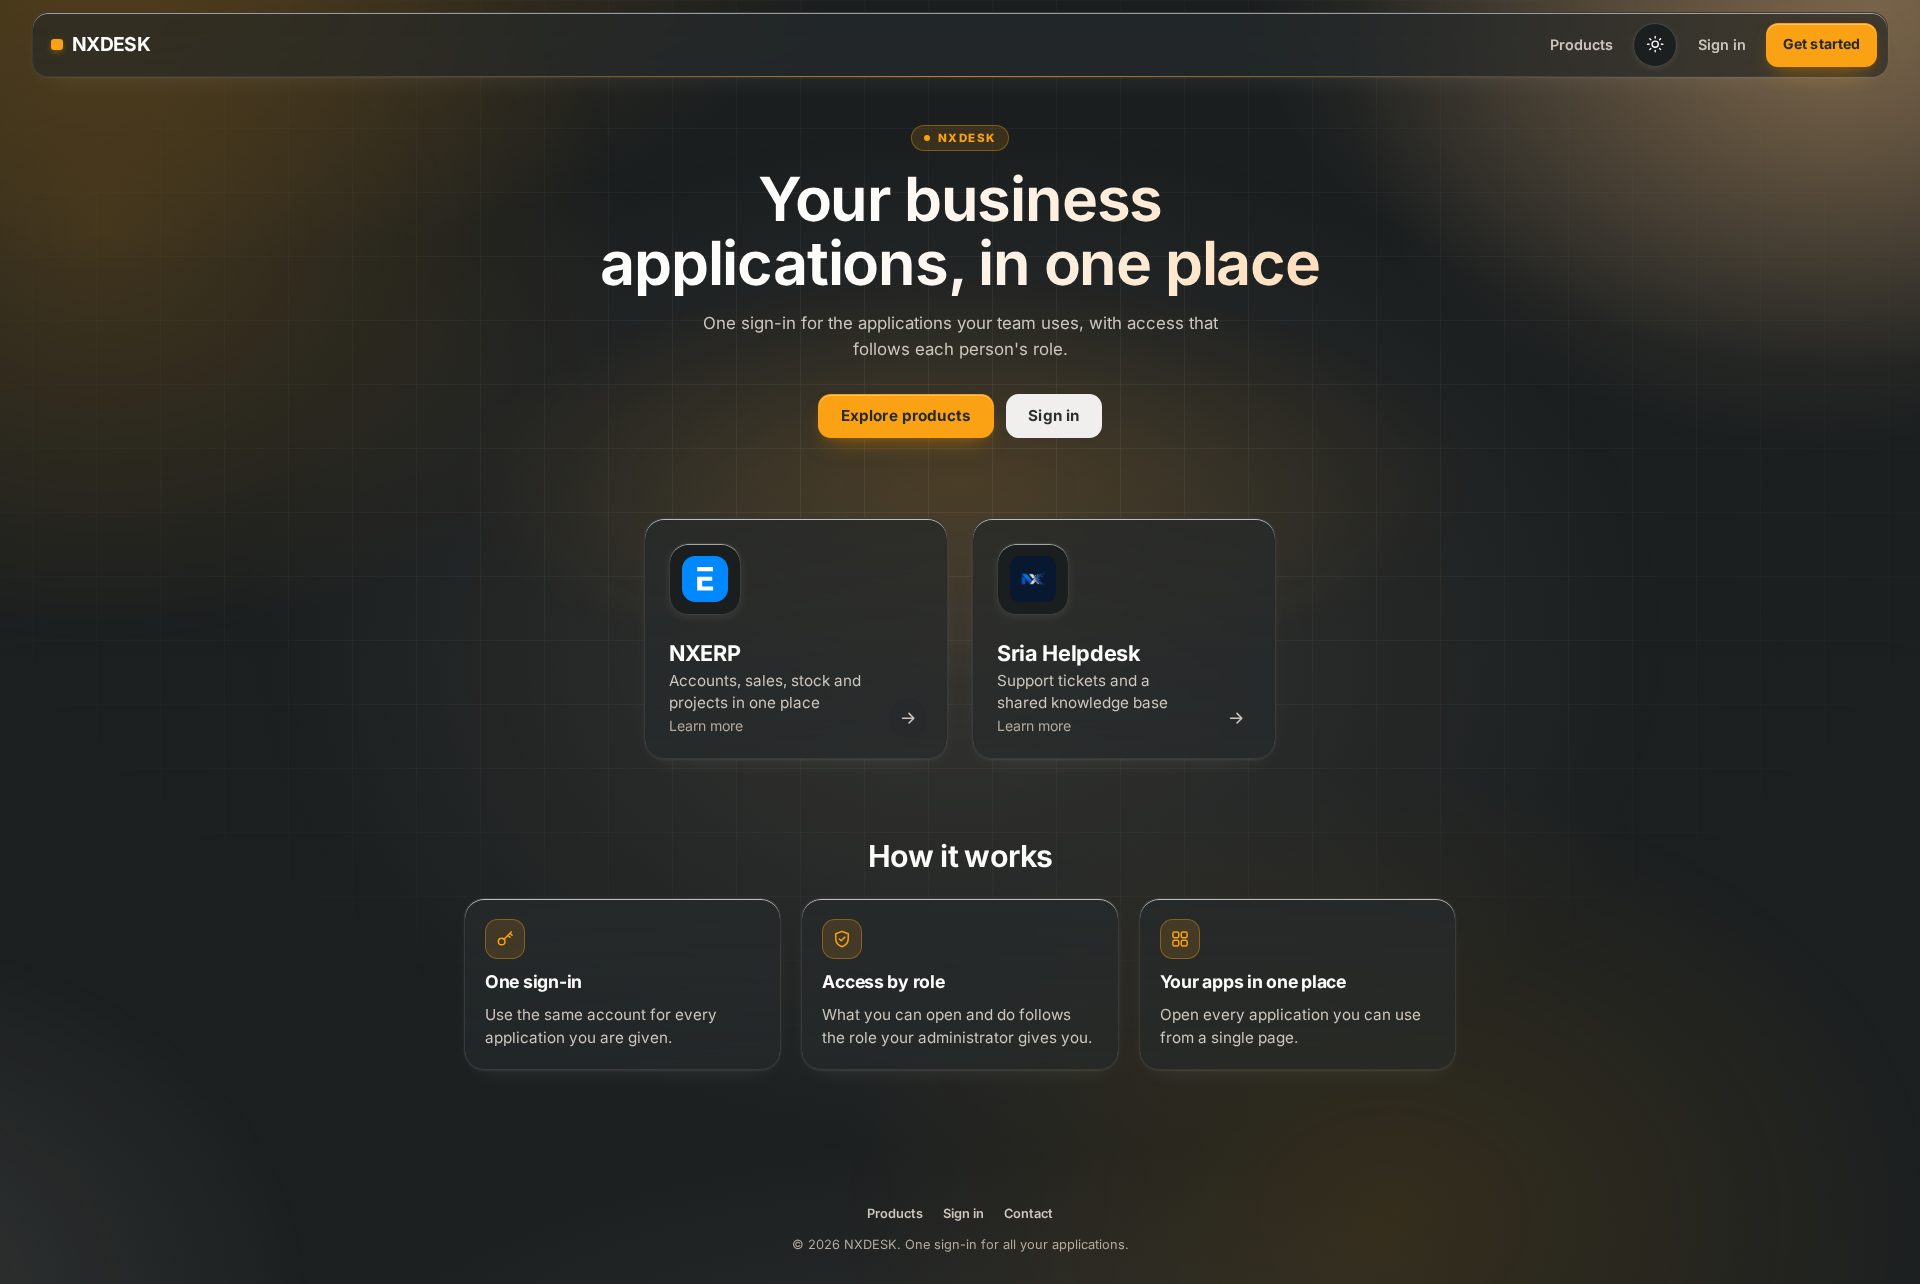 NXDESK
Products
Sign in
Get started
NXDESK
Your business
applications, in one place
One sign-in for the applications your team uses, with access that
follows each person's role.
Explore products
Sign in
E
NXERP
Accounts, sales, stock and
projects in one place
Learn more
NX
Sria Helpdesk
Support tickets and a
shared knowledge base
Learn more
How it works
One sign-in
Use the same account for every
application you are given.
Access by role
What you can open and do follows
the role your administrator gives you.
Your apps in one place
Open every application you can use
from a single page.
Products
Sign in
Contact
© 2026 NXDESK. One sign-in for all your applications.